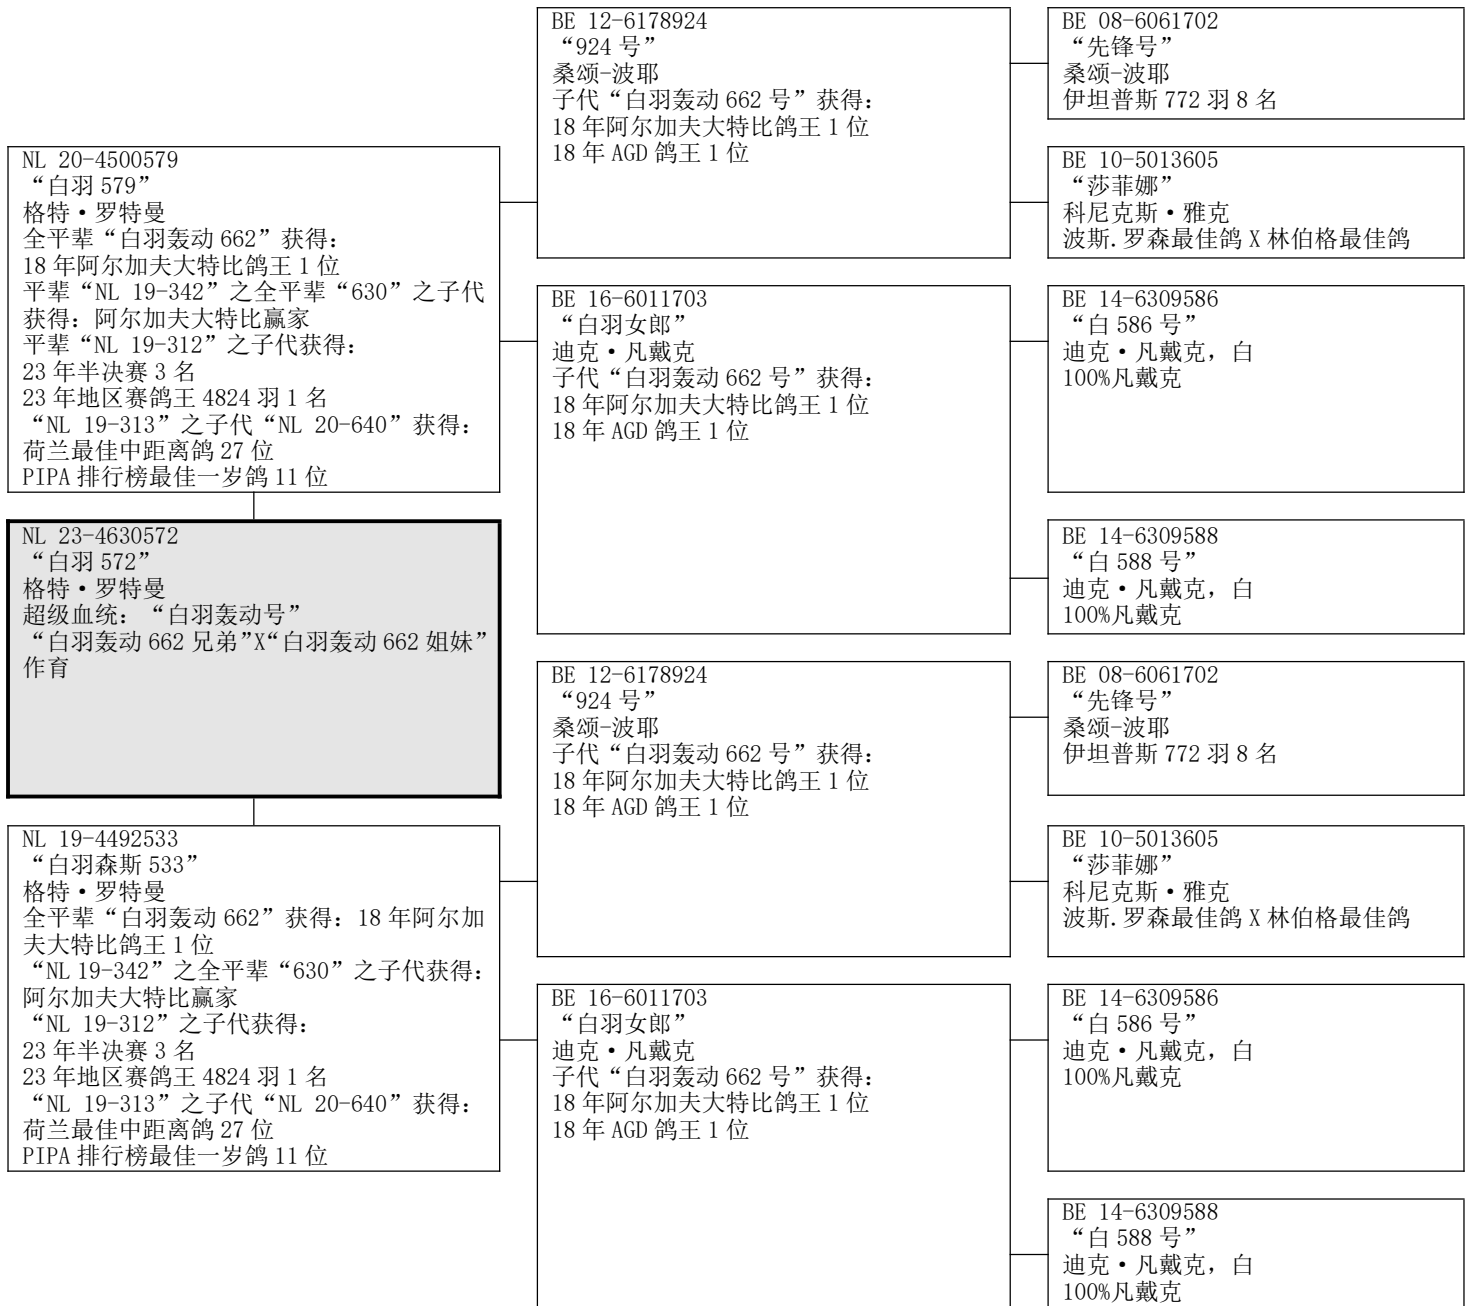 NL 20-4500579
“白羽 579”
格特·罗特曼
全平辈“白羽轰动 662”获得：
18 年阿尔加夫大特比鸽王 1 位
平辈“NL 19-342”之全平辈“630”之子代
获得：阿尔加夫大特比赢家
平辈“NL 19-312”之子代获得：
23 年半决赛 3 名
23 年地区赛鸽王 4824 羽 1 名
“NL 19-313”之子代“NL 20-640”获得：
荷兰最佳中距离鸽 27 位
PIPA 排行榜最佳一岁鸽 11 位
NL 23-4630572
“白羽 572”
格特·罗特曼
超级血统：“白羽轰动号”
“白羽轰动 662 兄弟”X“白羽轰动 662 姐妹”
作育
NL 19-4492533
“白羽森斯 533”
格特·罗特曼
全平辈“白羽轰动 662”获得：18 年阿尔加
夫大特比鸽王 1 位
“NL 19-342”之全平辈“630”之子代获得：
阿尔加夫大特比赢家
“NL 19-312”之子代获得：
23 年半决赛 3 名
23 年地区赛鸽王 4824 羽 1 名
“NL 19-313”之子代“NL 20-640”获得：
荷兰最佳中距离鸽 27 位
PIPA 排行榜最佳一岁鸽 11 位
BE 12-6178924
“924 号”
桑颂-波耶
子代“白羽轰动 662 号”获得：
18 年阿尔加夫大特比鸽王 1 位
18 年 AGD 鸽王 1 位
BE 16-6011703
“白羽女郎”
迪克·凡戴克
子代“白羽轰动 662 号”获得：
18 年阿尔加夫大特比鸽王 1 位
18 年 AGD 鸽王 1 位
BE 12-6178924
“924 号”
桑颂-波耶
子代“白羽轰动 662 号”获得：
18 年阿尔加夫大特比鸽王 1 位
18 年 AGD 鸽王 1 位
BE 16-6011703
“白羽女郎”
迪克·凡戴克
子代“白羽轰动 662 号”获得：
18 年阿尔加夫大特比鸽王 1 位
18 年 AGD 鸽王 1 位
BE 08-6061702
“先锋号”
桑颂-波耶
伊坦普斯 772 羽 8 名
BE 10-5013605
“莎菲娜”
科尼克斯·雅克
波斯.罗森最佳鸽 X 林伯格最佳鸽
BE 14-6309586
“白 586 号”
迪克·凡戴克，白
100%凡戴克
BE 14-6309588
“白 588 号”
迪克·凡戴克，白
100%凡戴克
BE 08-6061702
“先锋号”
桑颂-波耶
伊坦普斯 772 羽 8 名
BE 10-5013605
“莎菲娜”
科尼克斯·雅克
波斯.罗森最佳鸽 X 林伯格最佳鸽
BE 14-6309586
“白 586 号”
迪克·凡戴克，白
100%凡戴克
BE 14-6309588
“白 588 号”
迪克·凡戴克，白
100%凡戴克